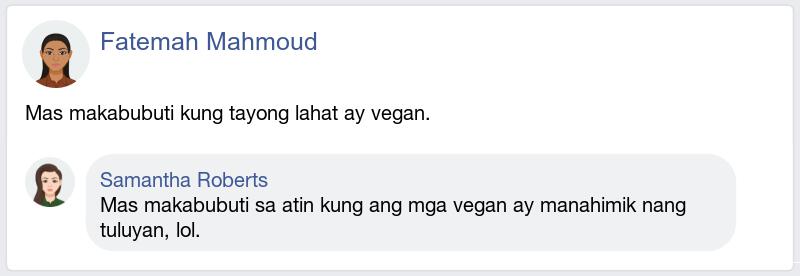 Fatemah Mahmoud
Mas makabubuti kung tayong lahat ay vegan.
Samantha Roberts
Mas makabubuti sa atin kung ang mga vegan ay manahimik nang
tuluyan, lol.